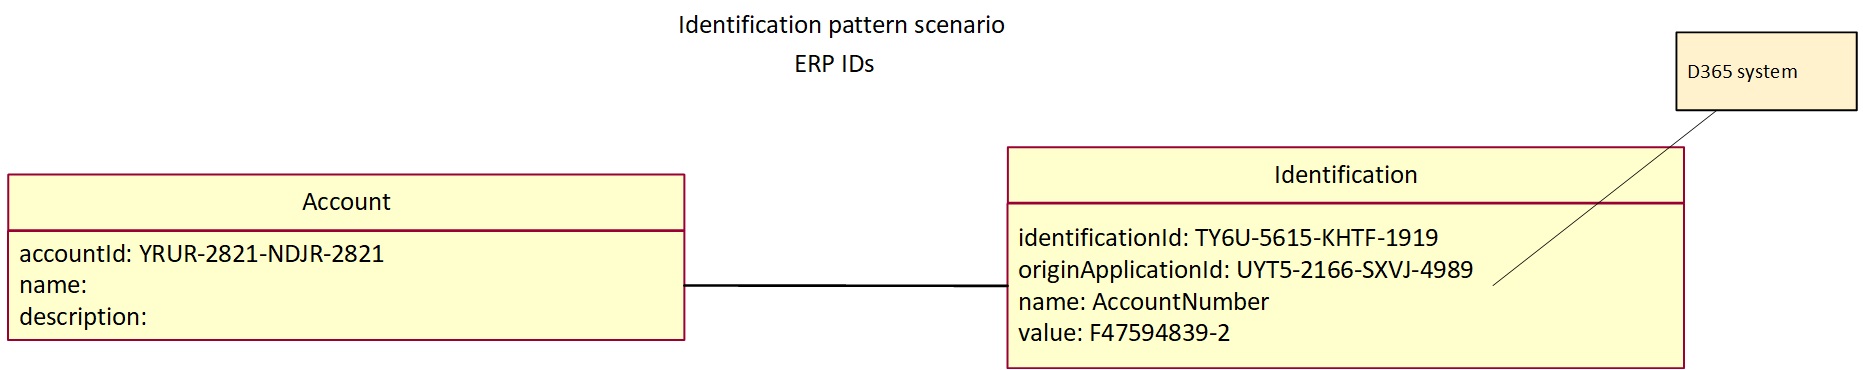 Identification pattern scenario
ERP IDs
D365 system
Account
accountId: YRUR-2821-NDJR-2821
name:
description:
Identification
identificationId: TY6U-5615-KHTF-1919
originApplicationId: UYT5-2166-SXVJ-4989
name: AccountNumber
value: F47594839-2